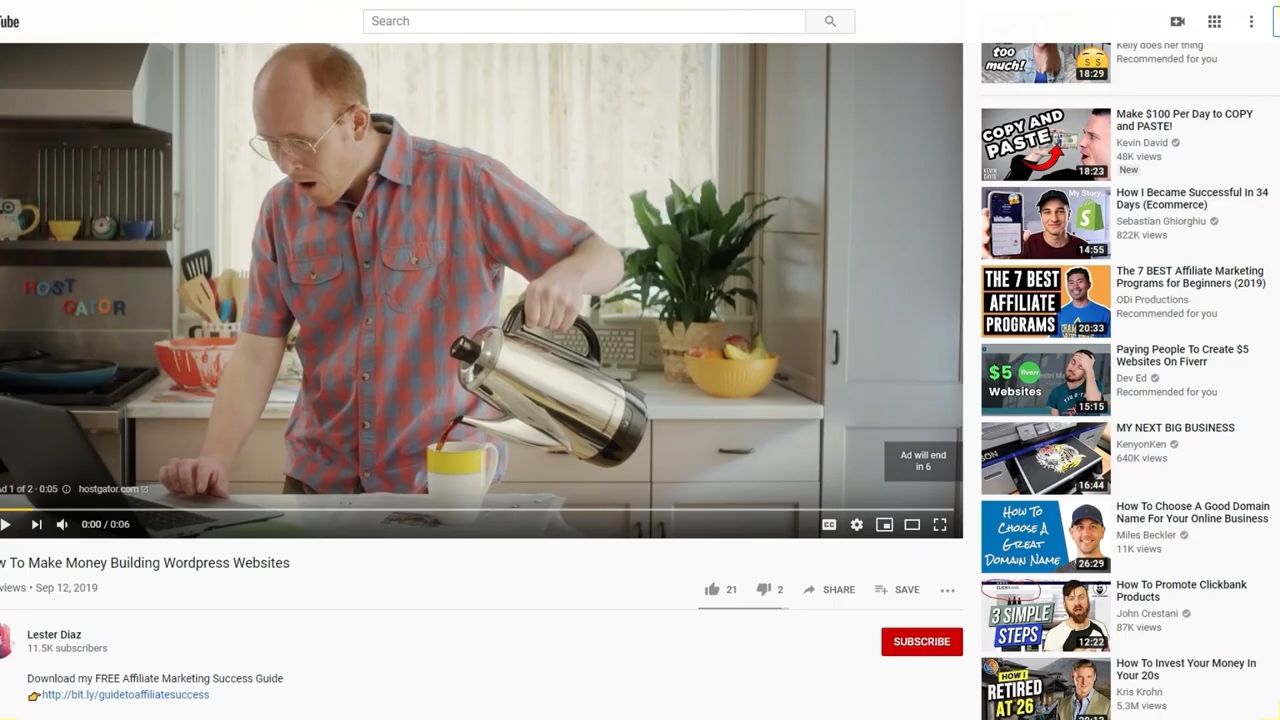 Tube
Search
HOST
GATOR
Ad will end
in 6
Ad 1 of 2 · 0:05 hostgator.com
0:00 / 0:06
CC
w To Make Money Building Wordpress Websites
views • Sep 12, 2019
21
2
SHARE
SAVE
Lester Diaz
11.5K subscribers
SUBSCRIBE
Download my FREE Affiliate Marketing Success Guide
http://bit.ly/guidetoaffiliatesuccess
too
much!
18:29
Kelly does her thing
Recommended for you
COPY AND
PASTE
KEVIN
DAVID
18:23
Make $100 Per Day to COPY
and PASTE!
Kevin David
48K views
New
My Story...
14:55
How I Became Successful In 34
Days (Ecommerce)
Sebastian Ghiorghiu
822K views
THE 7 BEST
AFFILIATE
PROGRAMS
20:33
The 7 BEST Affiliate Marketing
Programs for Beginners (2019)
ODi Productions
Recommended for you
$5 fiverr
Websites
15:15
Paying People To Create $5
Websites On Fiverr
Dev Ed
Recommended for you
16:44
MY NEXT BIG BUSINESS
KenyonKen
640K views
HOW TO
CHOOSE A
GREAT
DOMAIN NAME
26:29
How To Choose A Good Domain
Name For Your Online Business
Miles Beckler
11K views
3 SIMPLE
STEPS
12:22
How To Promote Clickbank
Products
John Crestani
87K views
HOW I
RETIRED
AT 26
How To Invest Your Money In
Your 20s
Kris Krohn
5.3M views